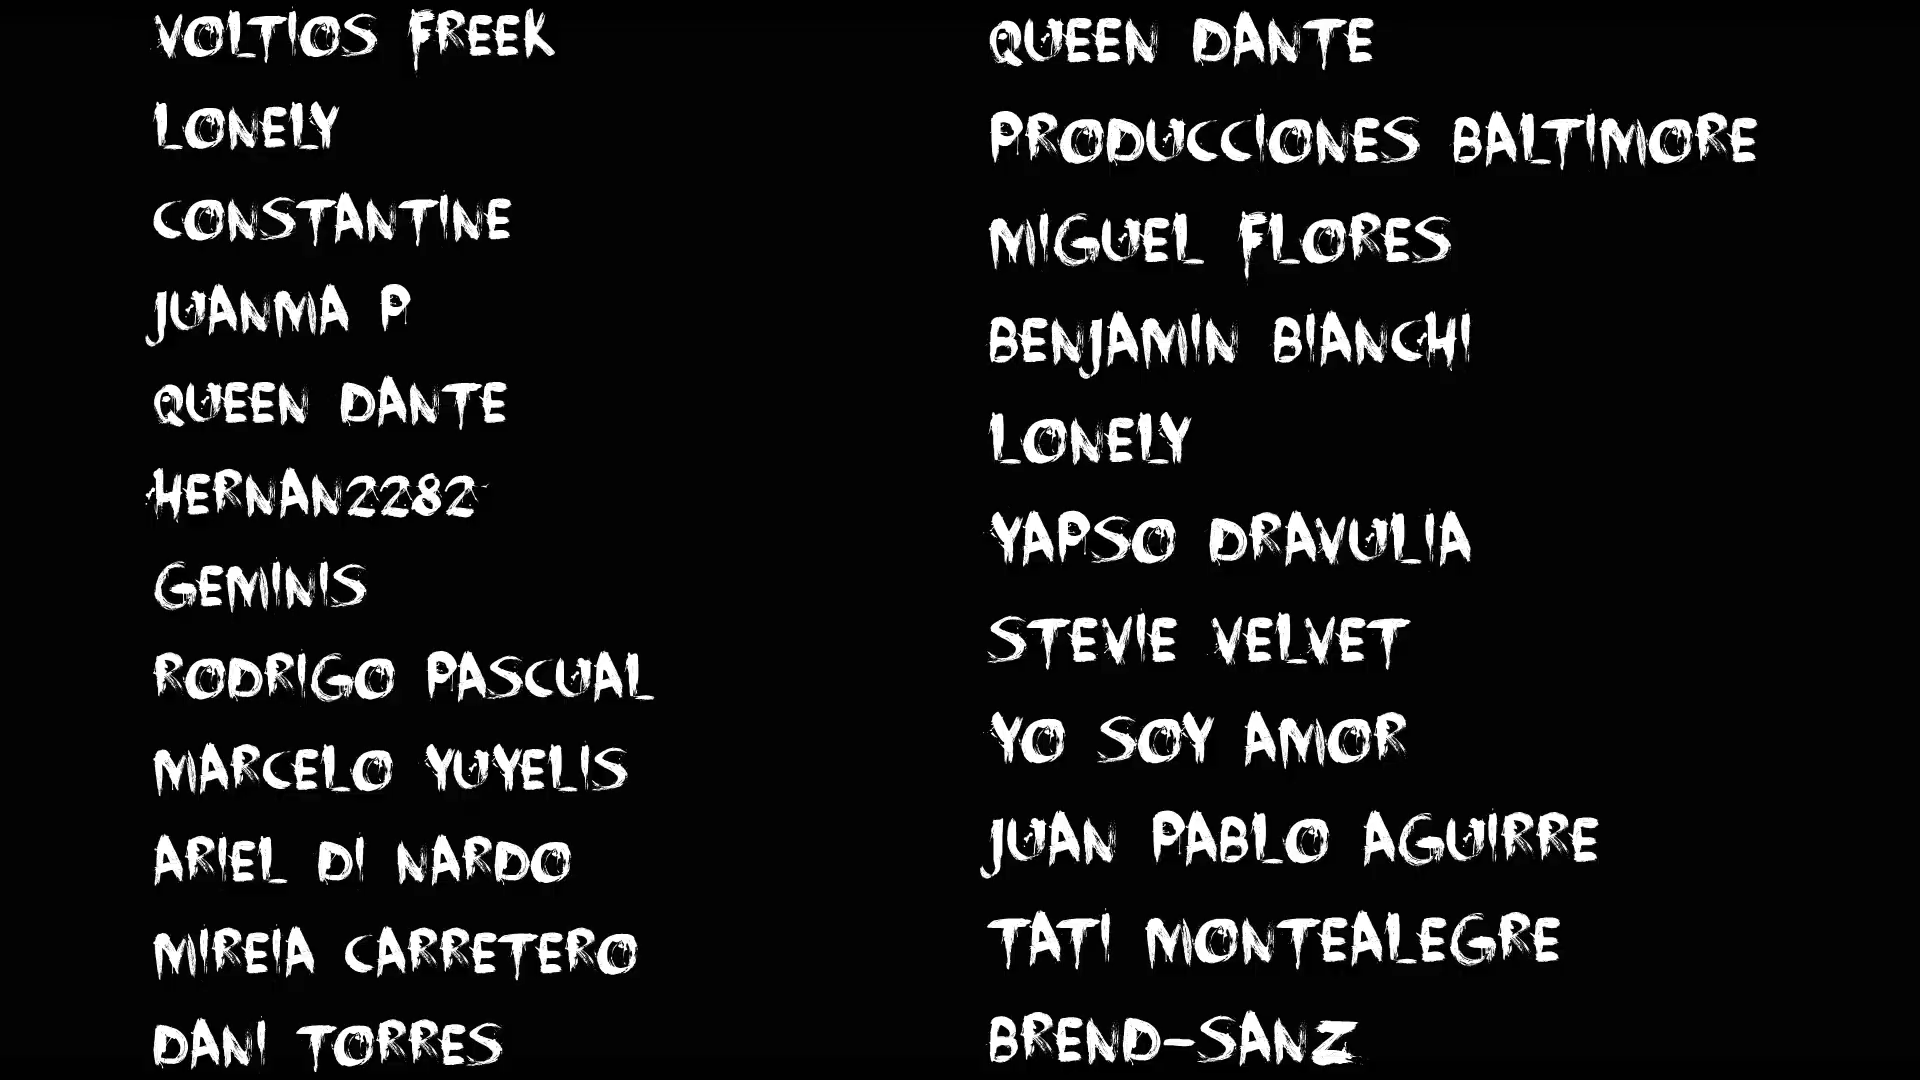 VOLTIOS FREEK
LONELY
CONSTANTINE
JUANMA P
QUEEN DANTE
HERNAN2282
GEMINIS
RODRIGO PASCUAL
MARCELO YUYELIS
ARIEL DI NARDO
MIREIA CARRETERO
DANI TORRES
QUEEN DANTE
PRODUCCIONES BALTIMORE
MIGUEL FLORES
BENJAMIN BIANCHI
LONELY
YAPSO DRAVULIA
STEVIE VELVET
YO SOY AMOR
JUAN PABLO AGUIRRE
TATI MONTEALEGRE
BREND-SANZ